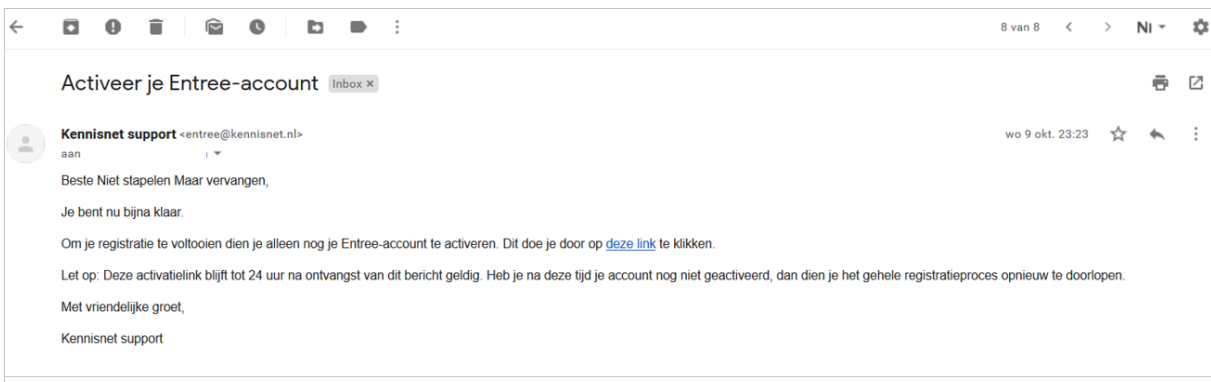 8 van 8
Nl
Activeer je Entree-account Inbox ×
Kennisnet support <entree@kennisnet.nl>
wo 9 okt. 23:23
aan
Beste Niet stapelen Maar vervangen,
Je bent nu bijna klaar.
Om je registratie te voltooien dien je alleen nog je Entree-account te activeren. Dit doe je door op deze link te klikken.
Let op: Deze activatielink blijft tot 24 uur na ontvangst van dit bericht geldig. Heb je na deze tijd je account nog niet geactiveerd, dan dien je het gehele registratieproces opnieuw te doorlopen.
Met vriendelijke groet,
Kennisnet support